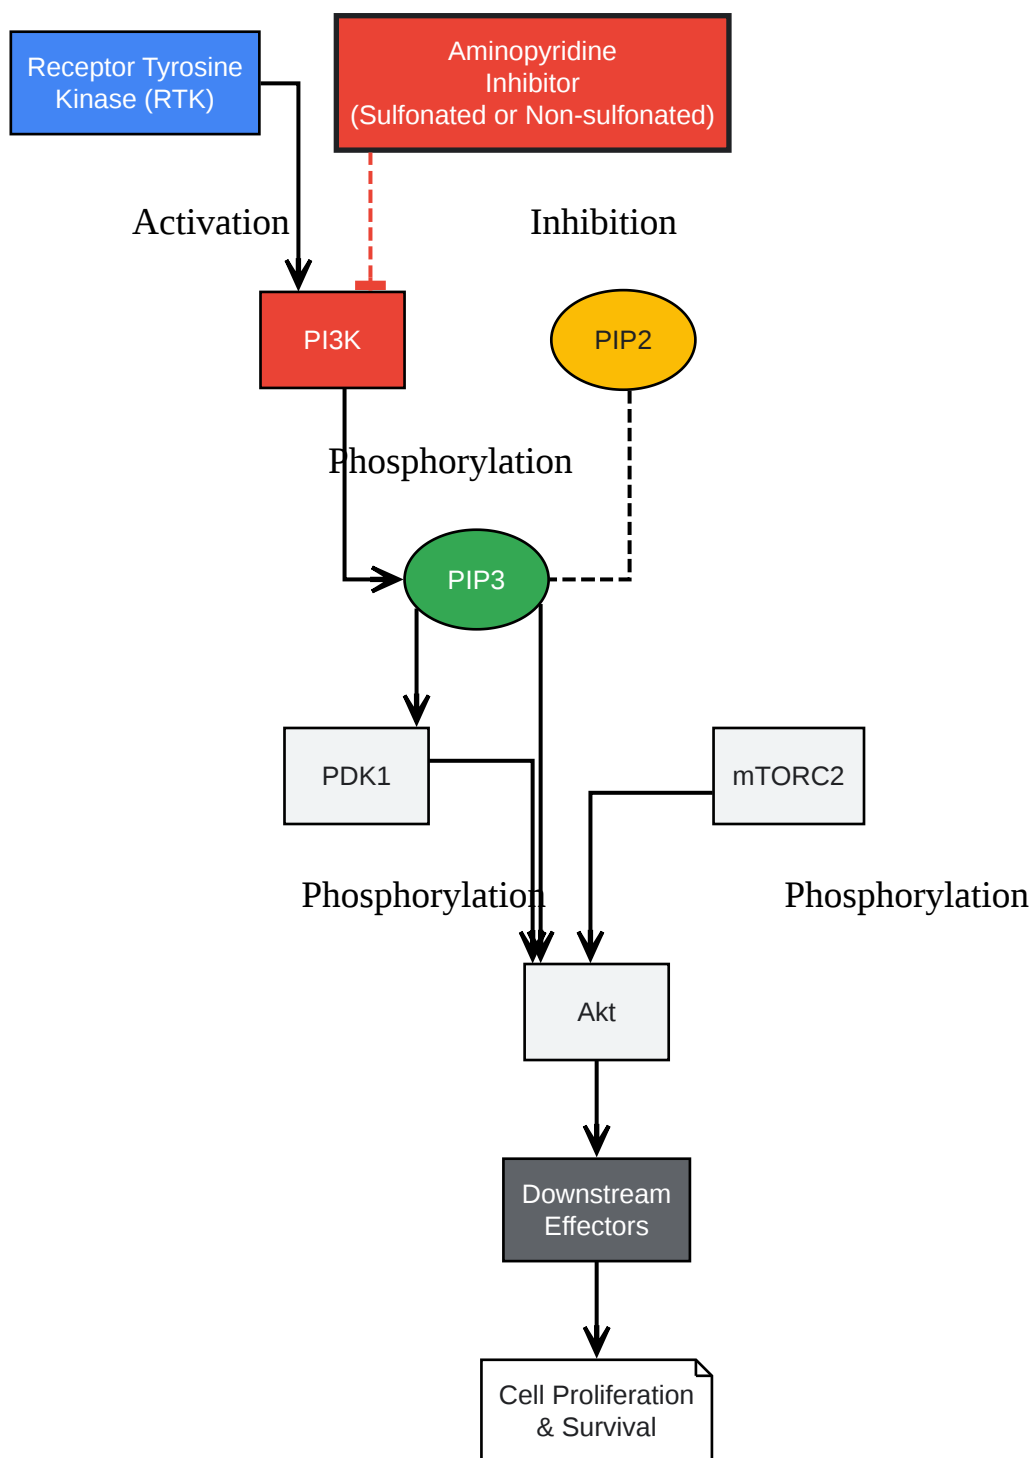 Receptor Tyrosine
Kinase (RTK)
Aminopyridine
Inhibitor
(Sulfonated or Non-sulfonated)
Activation
Inhibition
PI3K
PIP2
Phosphorylation
PIP3
PDK1
mTORC2
Phosphorylation
Phosphorylation
Akt
Downstream
Effectors
Cell Proliferation
& Survival